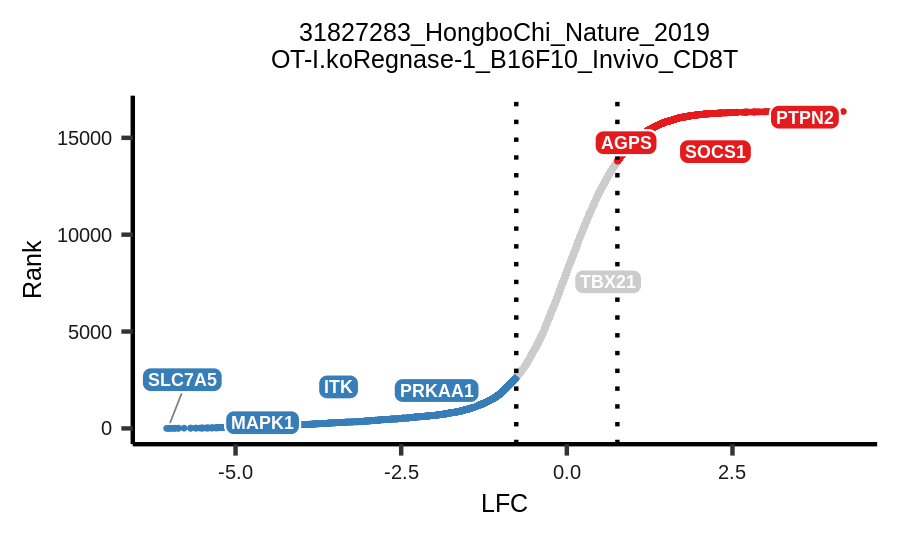 31827283_HongboChi_Nature_2019
OT-I.koRegnase-1_B16F10_Invivo_CD8T
15000
10000
5000
0
Rank
PTPN2
AGPS
SOCS1
TBX21
SLC7A5
ITK
PRKAA1
MAPK1
-5.0
-2.5
0.0
2.5
LFC